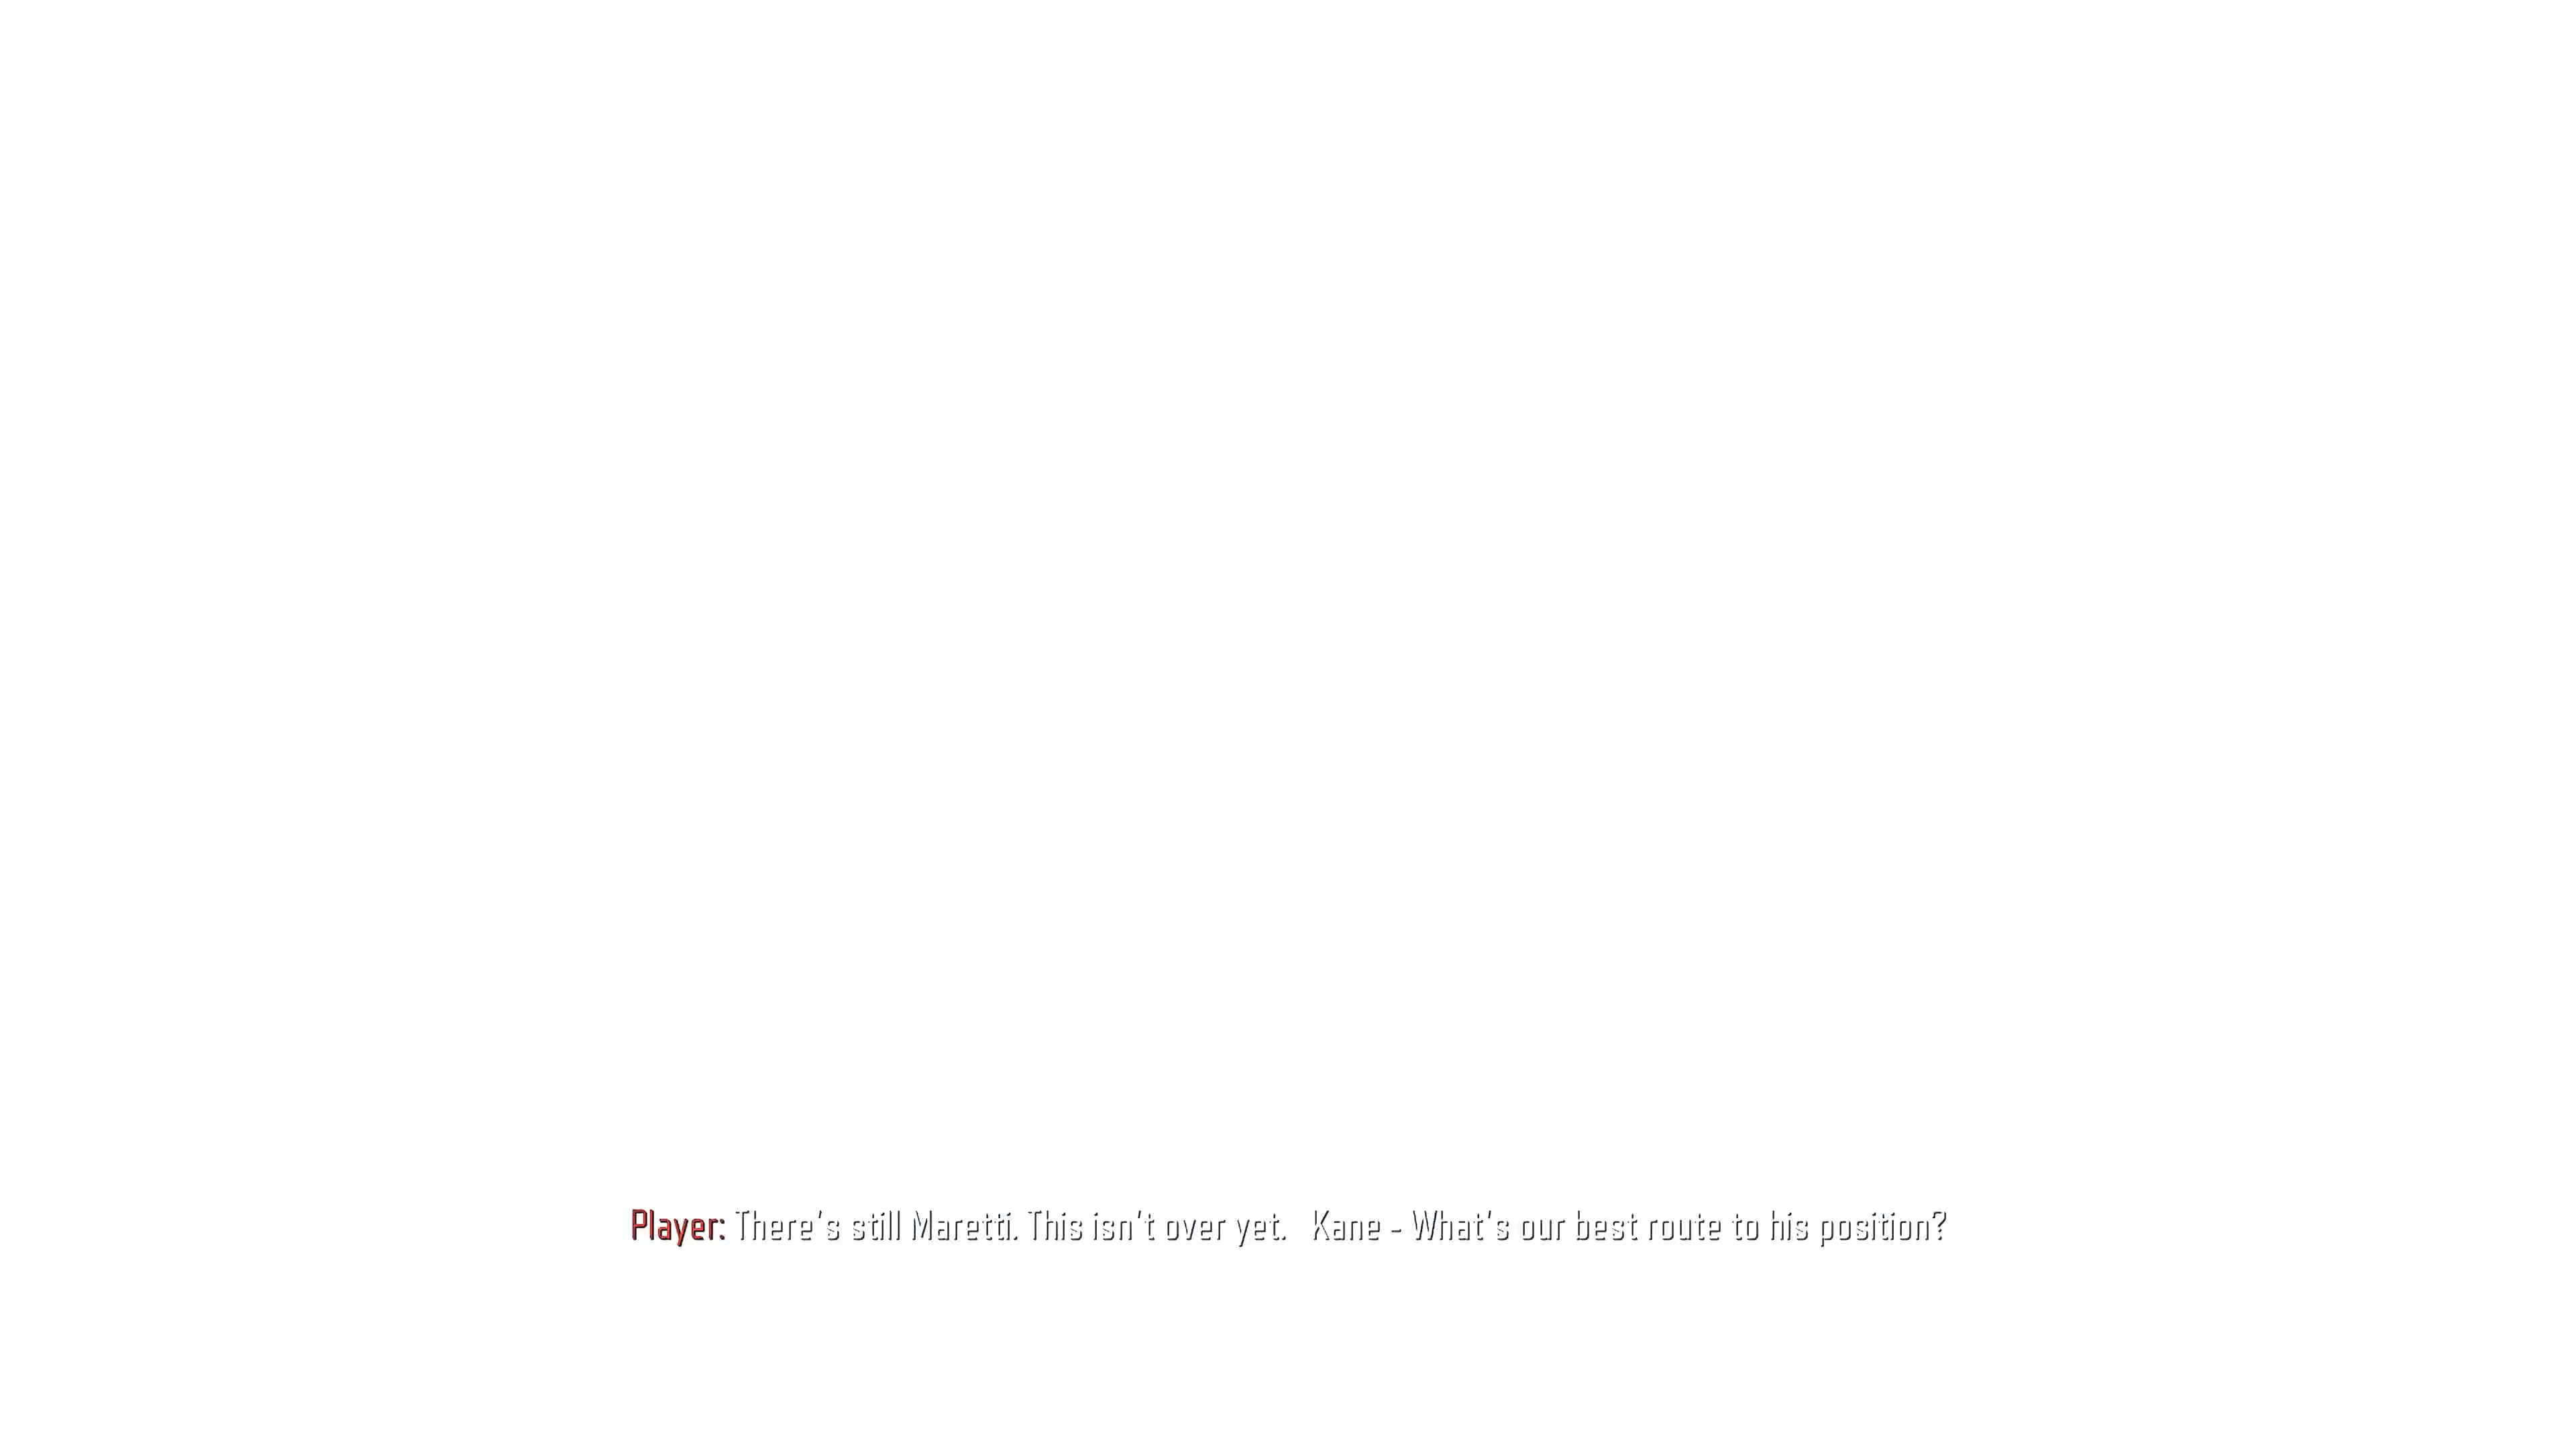 Player: There's still Maretti. This isn't over yet.  Kane - What's our best route to his position?